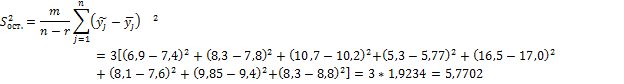 S²ост. = m/(n − r) ∑ⁿⱼ₌₁ (ỹⱼ − ȳⱼ) ²
= 3[(6,9 − 7,4)² + (8,3 − 7,8)² + (10,7 − 10,2)²+(5,3 − 5,77)² + (16,5 − 17,0)²
+ (8,1 − 7,6)² + (9,85 − 9,4)²+(8,3 − 8,8)²] = 3 ∗ 1,9234 = 5,7702